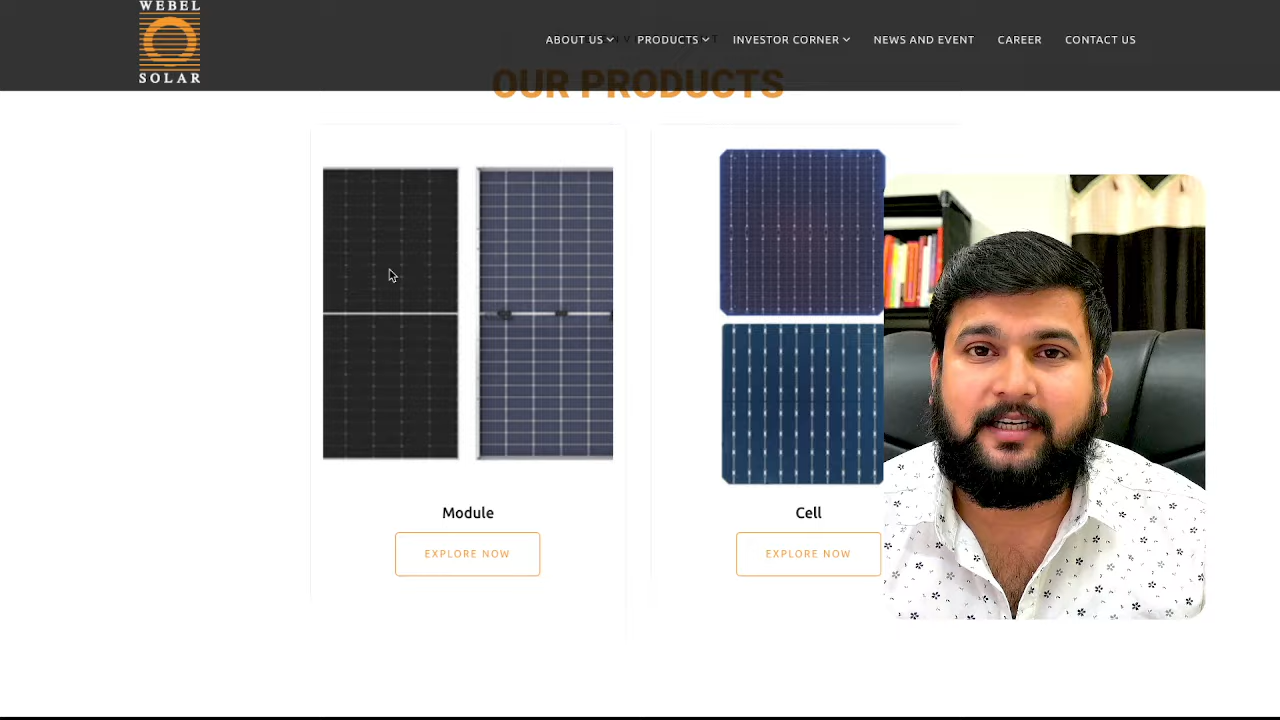 WEBEL
SOLAR
ABOUT US
PRODUCTS
INVESTOR CORNER
NEWS AND EVENT
CAREER
CONTACT US
OUR PRODUCTS
Module
Cell
EXPLORE NOW
EXPLORE NOW